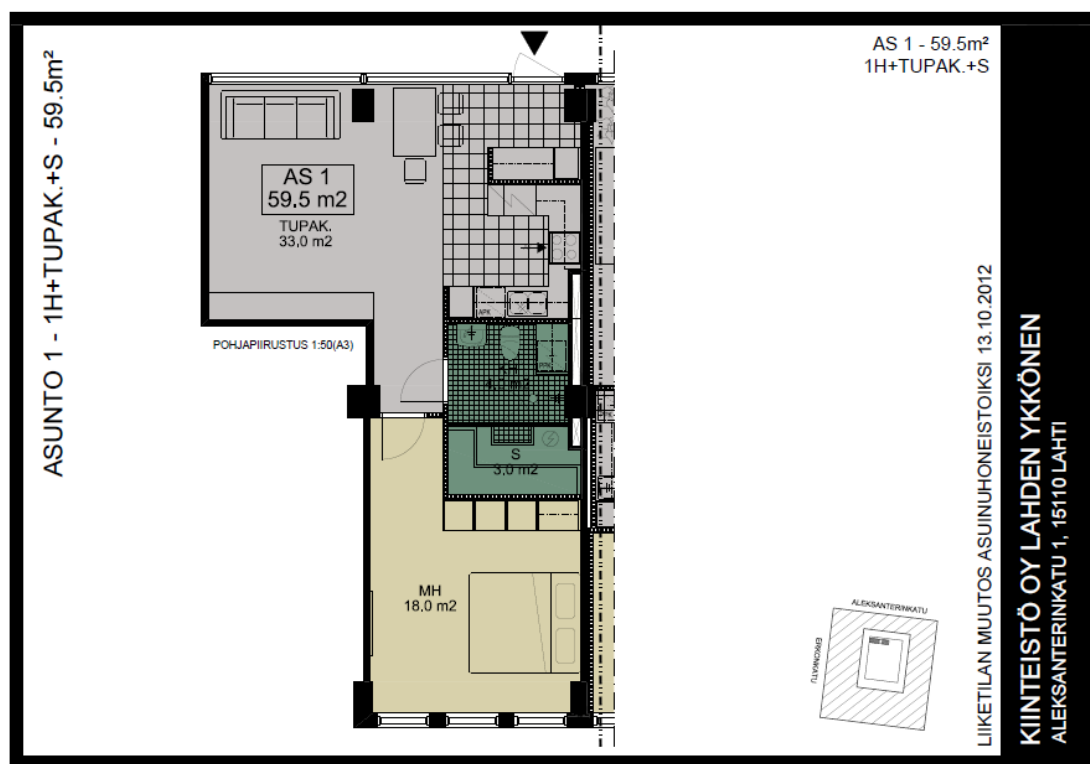 ASUNTO 1 - 1H+TUPAK.+S - 59.5m²
AS 1 - 59.5m²
1H+TUPAK.+S
AS 1
59.5 m2
TUPAK.
33,0 m2
APK
POHJAPIIRUSTUS 1:50(A3)
S
3,0 m2
MH
18.0 m2
ALEKSANTERINKATU
ERKONKATU
LIIKETILAN MUUTOS ASUINUHONEISTOIKSI 13.10.2012
KIINTEISTÖ OY LAHDEN YKKÖNEN
ALEKSANTERINKATU 1, 15110 LAHTI